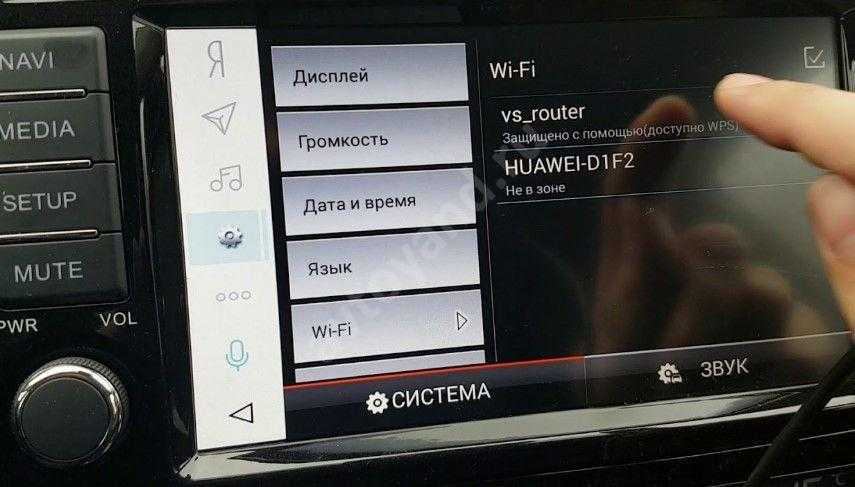 NAVI
MEDIA
SETUP
MUTE
PWR
VOL
Я
Дисплей
Громкость
Дата и время
Язык
Wi-Fi
Wi-Fi
vs_router
Защищено с помощью(доступно WPS)
HUAWEI-D1F2
Не в зоне
СИСТЕМА
ЗВУК
°C